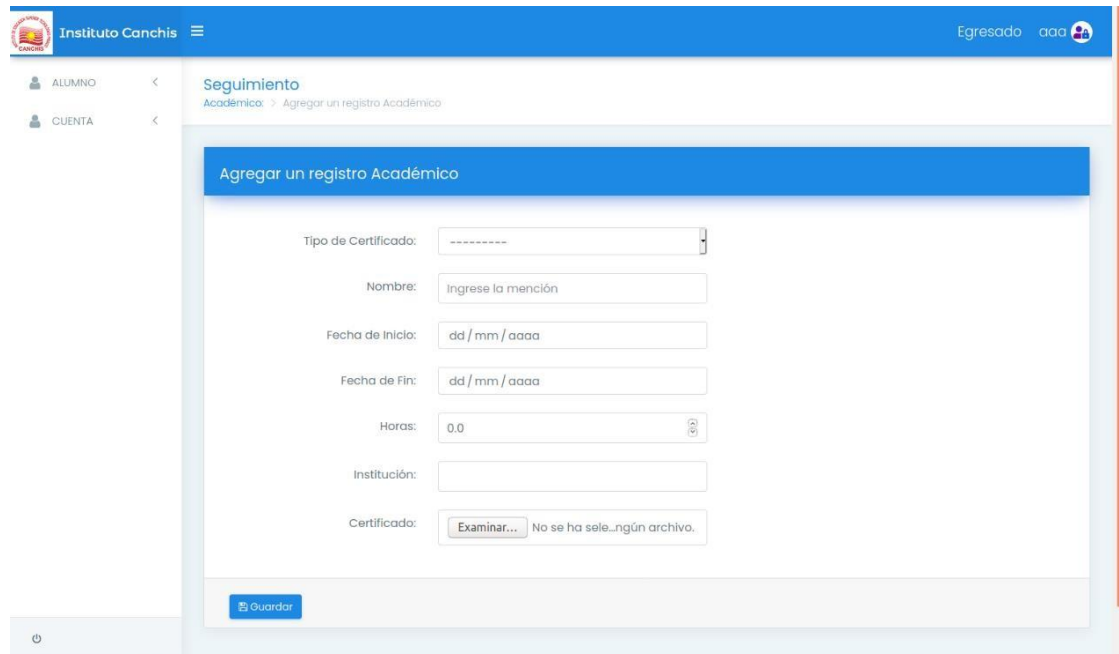 CANCHIS
Instituto Canchis
Egresado aaa
ALUMNO
CUENTA
Seguimiento
Académico: > Agregar un registro Académico
Agregar un registro Académico
Tipo de Certificado: ---------
Nombre: Ingrese la mención
Fecha de Inicio: dd / mm / aaaa
Fecha de Fin: dd / mm / aaaa
Horas: 0.0
Institución:
Certificado: Examinar... No se ha sele...ngún archivo.
Guardar